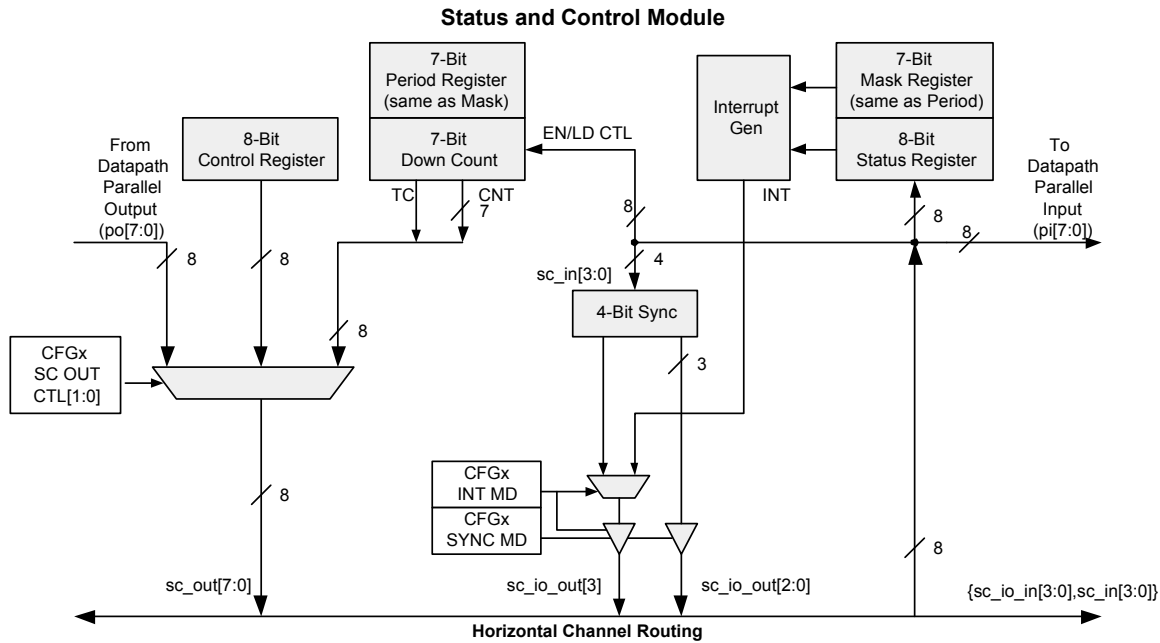 Status and Control Module
7-Bit
Period Register
(same as Mask)
7-Bit
Down Count
8-Bit
Control Register
Interrupt
Gen
7-Bit
Mask Register
(same as Period)
8-Bit
Status Register
From
Datapath
Parallel
Output
(po[7:0])
To
Datapath
Parallel
Input
(pi[7:0])
EN/LD CTL
TC
CNT
7
INT
8
8
8
8
8
8
4
sc_in[3:0]
4-Bit Sync
8
3
CFGx
SC OUT
CTL[1:0]
CFGx
INT MD
CFGx
SYNC MD
8
8
sc_out[7:0]
sc_io_out[3]
sc_io_out[2:0]
{sc_io_in[3:0],sc_in[3:0]}
Horizontal Channel Routing